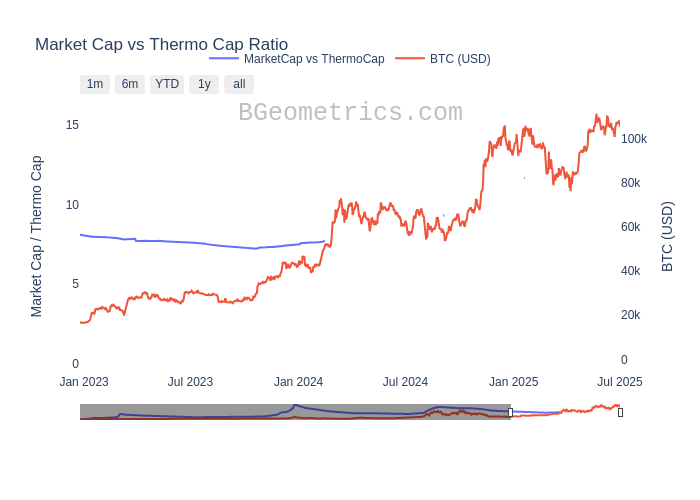 Market Cap vs Thermo Cap Ratio
MarketCap vs ThermoCap
BTC (USD)
1m 6m YTD 1y all
BGeometrics.com
15
10
5
0
Market Cap / Thermo Cap
100k
80k
60k
40k
20k
0
BTC (USD)
Jan 2023 Jul 2023 Jan 2024 Jul 2024 Jan 2025 Jul 2025